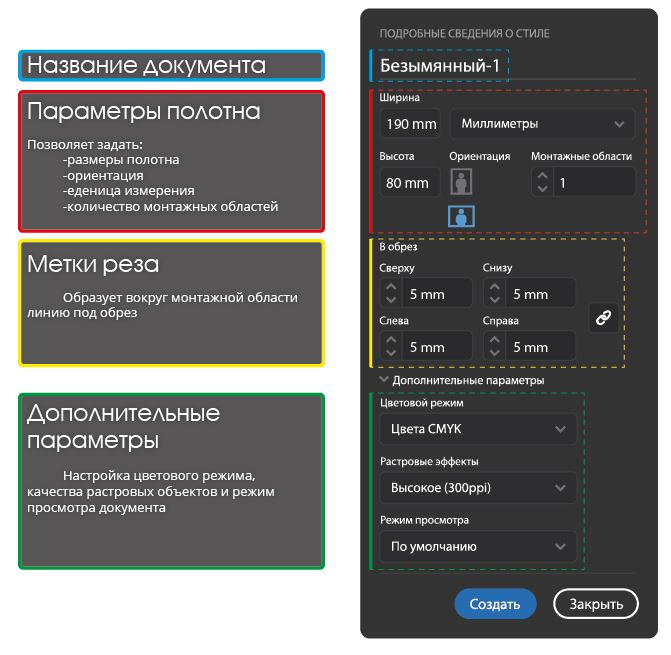 Название документа
Параметры полотна
Позволяет задать:
-размеры полотна
-ориентация
-еденица измерения
-количество монтажных областей
Метки реза
Образует вокруг монтажной области
линию под обрез
Дополнительные
параметры
Настройка цветового режима,
качества растровых объектов и режим
просмотра документа
ПОДРОБНЫЕ СВЕДЕНИЯ О СТИЛЕ
Безымянный-1
Ширина
190 mm Миллиметры
Высота Ориентация Монтажные области
80 mm 1
В обрез
Сверху Снизу
5 mm 5 mm
Слева Справа
5 mm 5 mm
Дополнительные параметры
Цветовой режим
Цвета CMYK
Растровые эффекты
Высокое (300ppi)
Режим просмотра
По умолчанию
Создать Закрыть